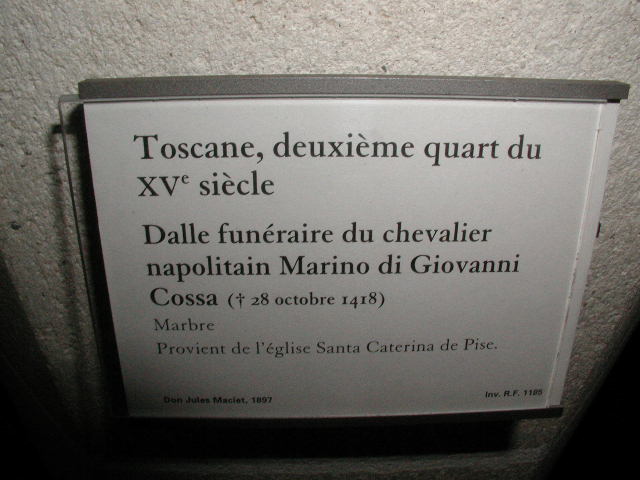 Toscane, deuxième quart du
XVe siècle
Dalle funéraire du chevalier
napolitain Marino di Giovanni
Cossa († 28 octobre 1418)
Marbre
Provient de l'église Santa Caterina de Pise.
Don Jules Maciet, 1897
Inv. R.F. 1185